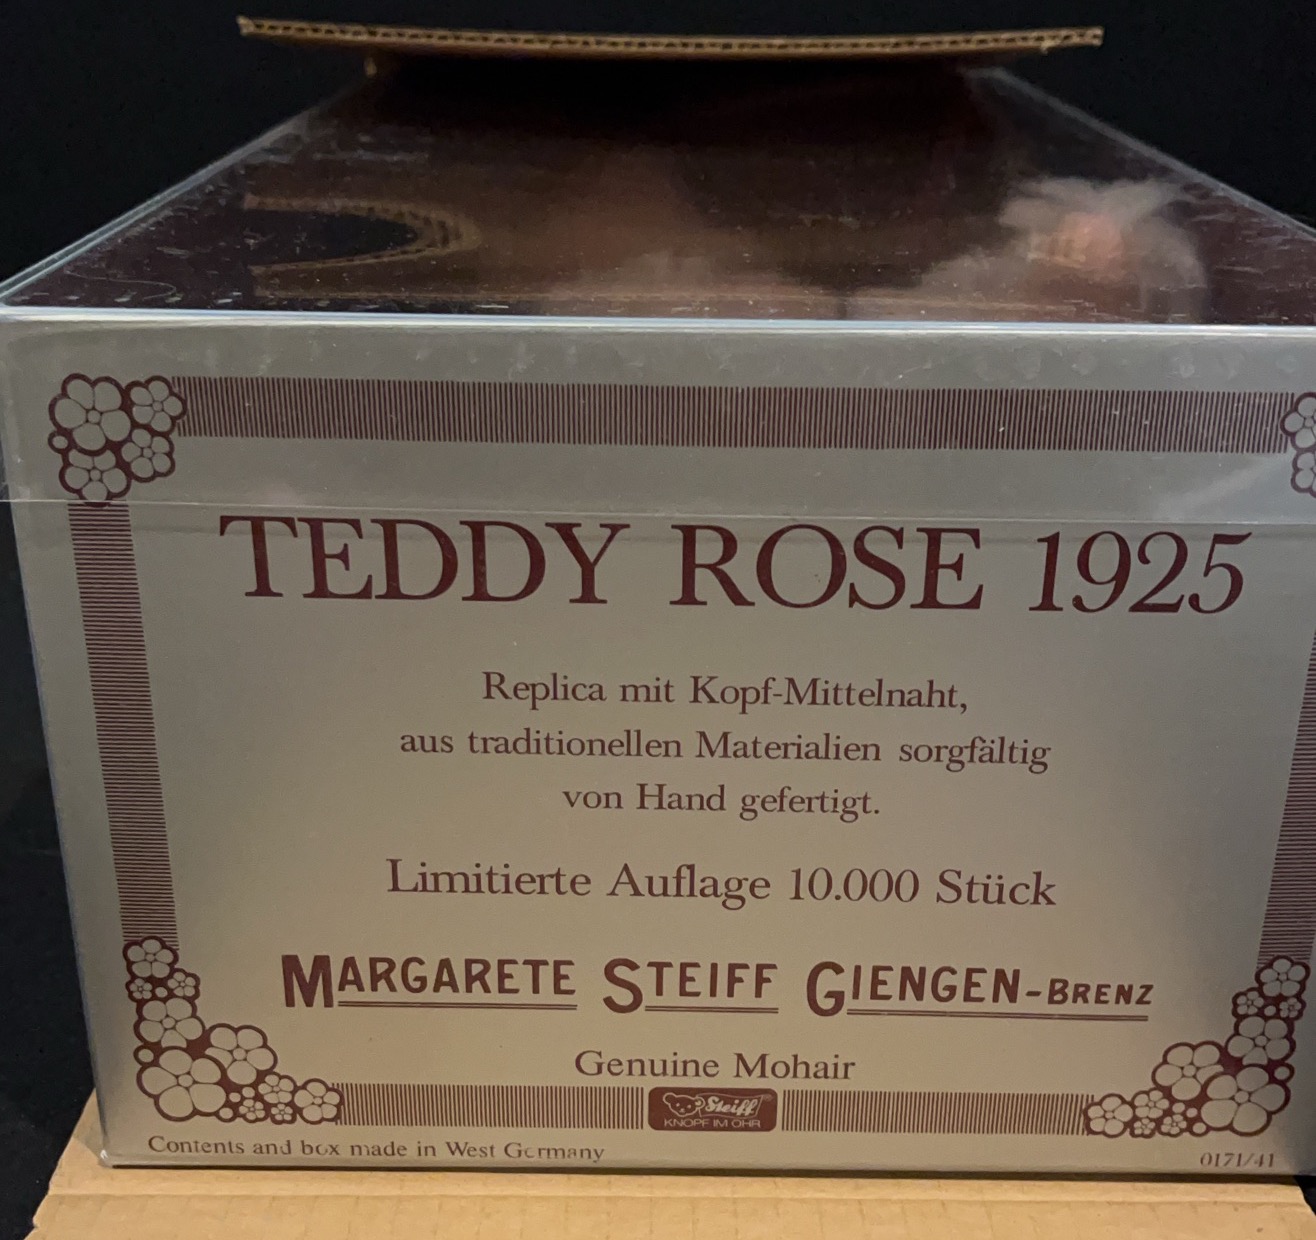 TEDDY ROSE 1925
Replica mit Kopf-Mittelnaht,
aus traditionellen Materialien sorgfältig
von Hand gefertigt.
Limitierte Auflage 10.000 Stück
MARGARETE STEIFF GIENGEN-BRENZ
Genuine Mohair
Steiff
KNOPF IM OHR
Contents and box made in West Germany
0171/41